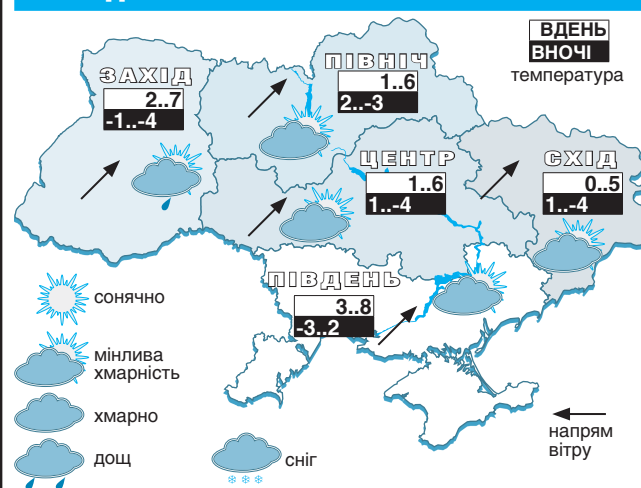 ВДЕНЬ
ВНОЧІ
температура
ПІВНІЧ
1..6
2..-3
ЗАХІД
2..7
-1..-4
ЦЕНТР
1..6
1..-4
СХІД
0..5
1..-4
ПІВДЕНЬ
3..8
-3..2
сонячно
мінлива
хмарність
хмарно
дощ
сніг
напрям
вітру